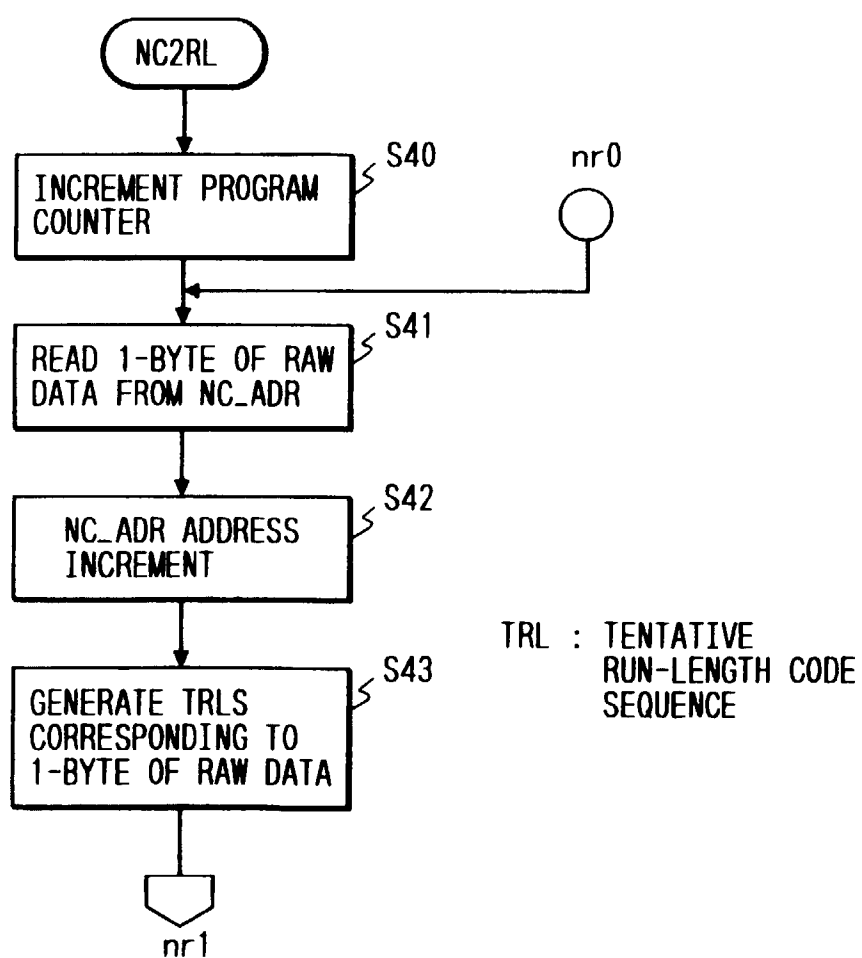 NC2RL
S40
nr0
INCREMENT PROGRAM
COUNTER
S41
READ 1-BYTE OF RAW
DATA FROM NC_ADR
S42
NC_ADR ADDRESS
INCREMENT
S43
GENERATE TRLS
CORRESPONDING TO
1-BYTE OF RAW DATA
TRL : TENTATIVE
RUN-LENGTH CODE
SEQUENCE
nr1